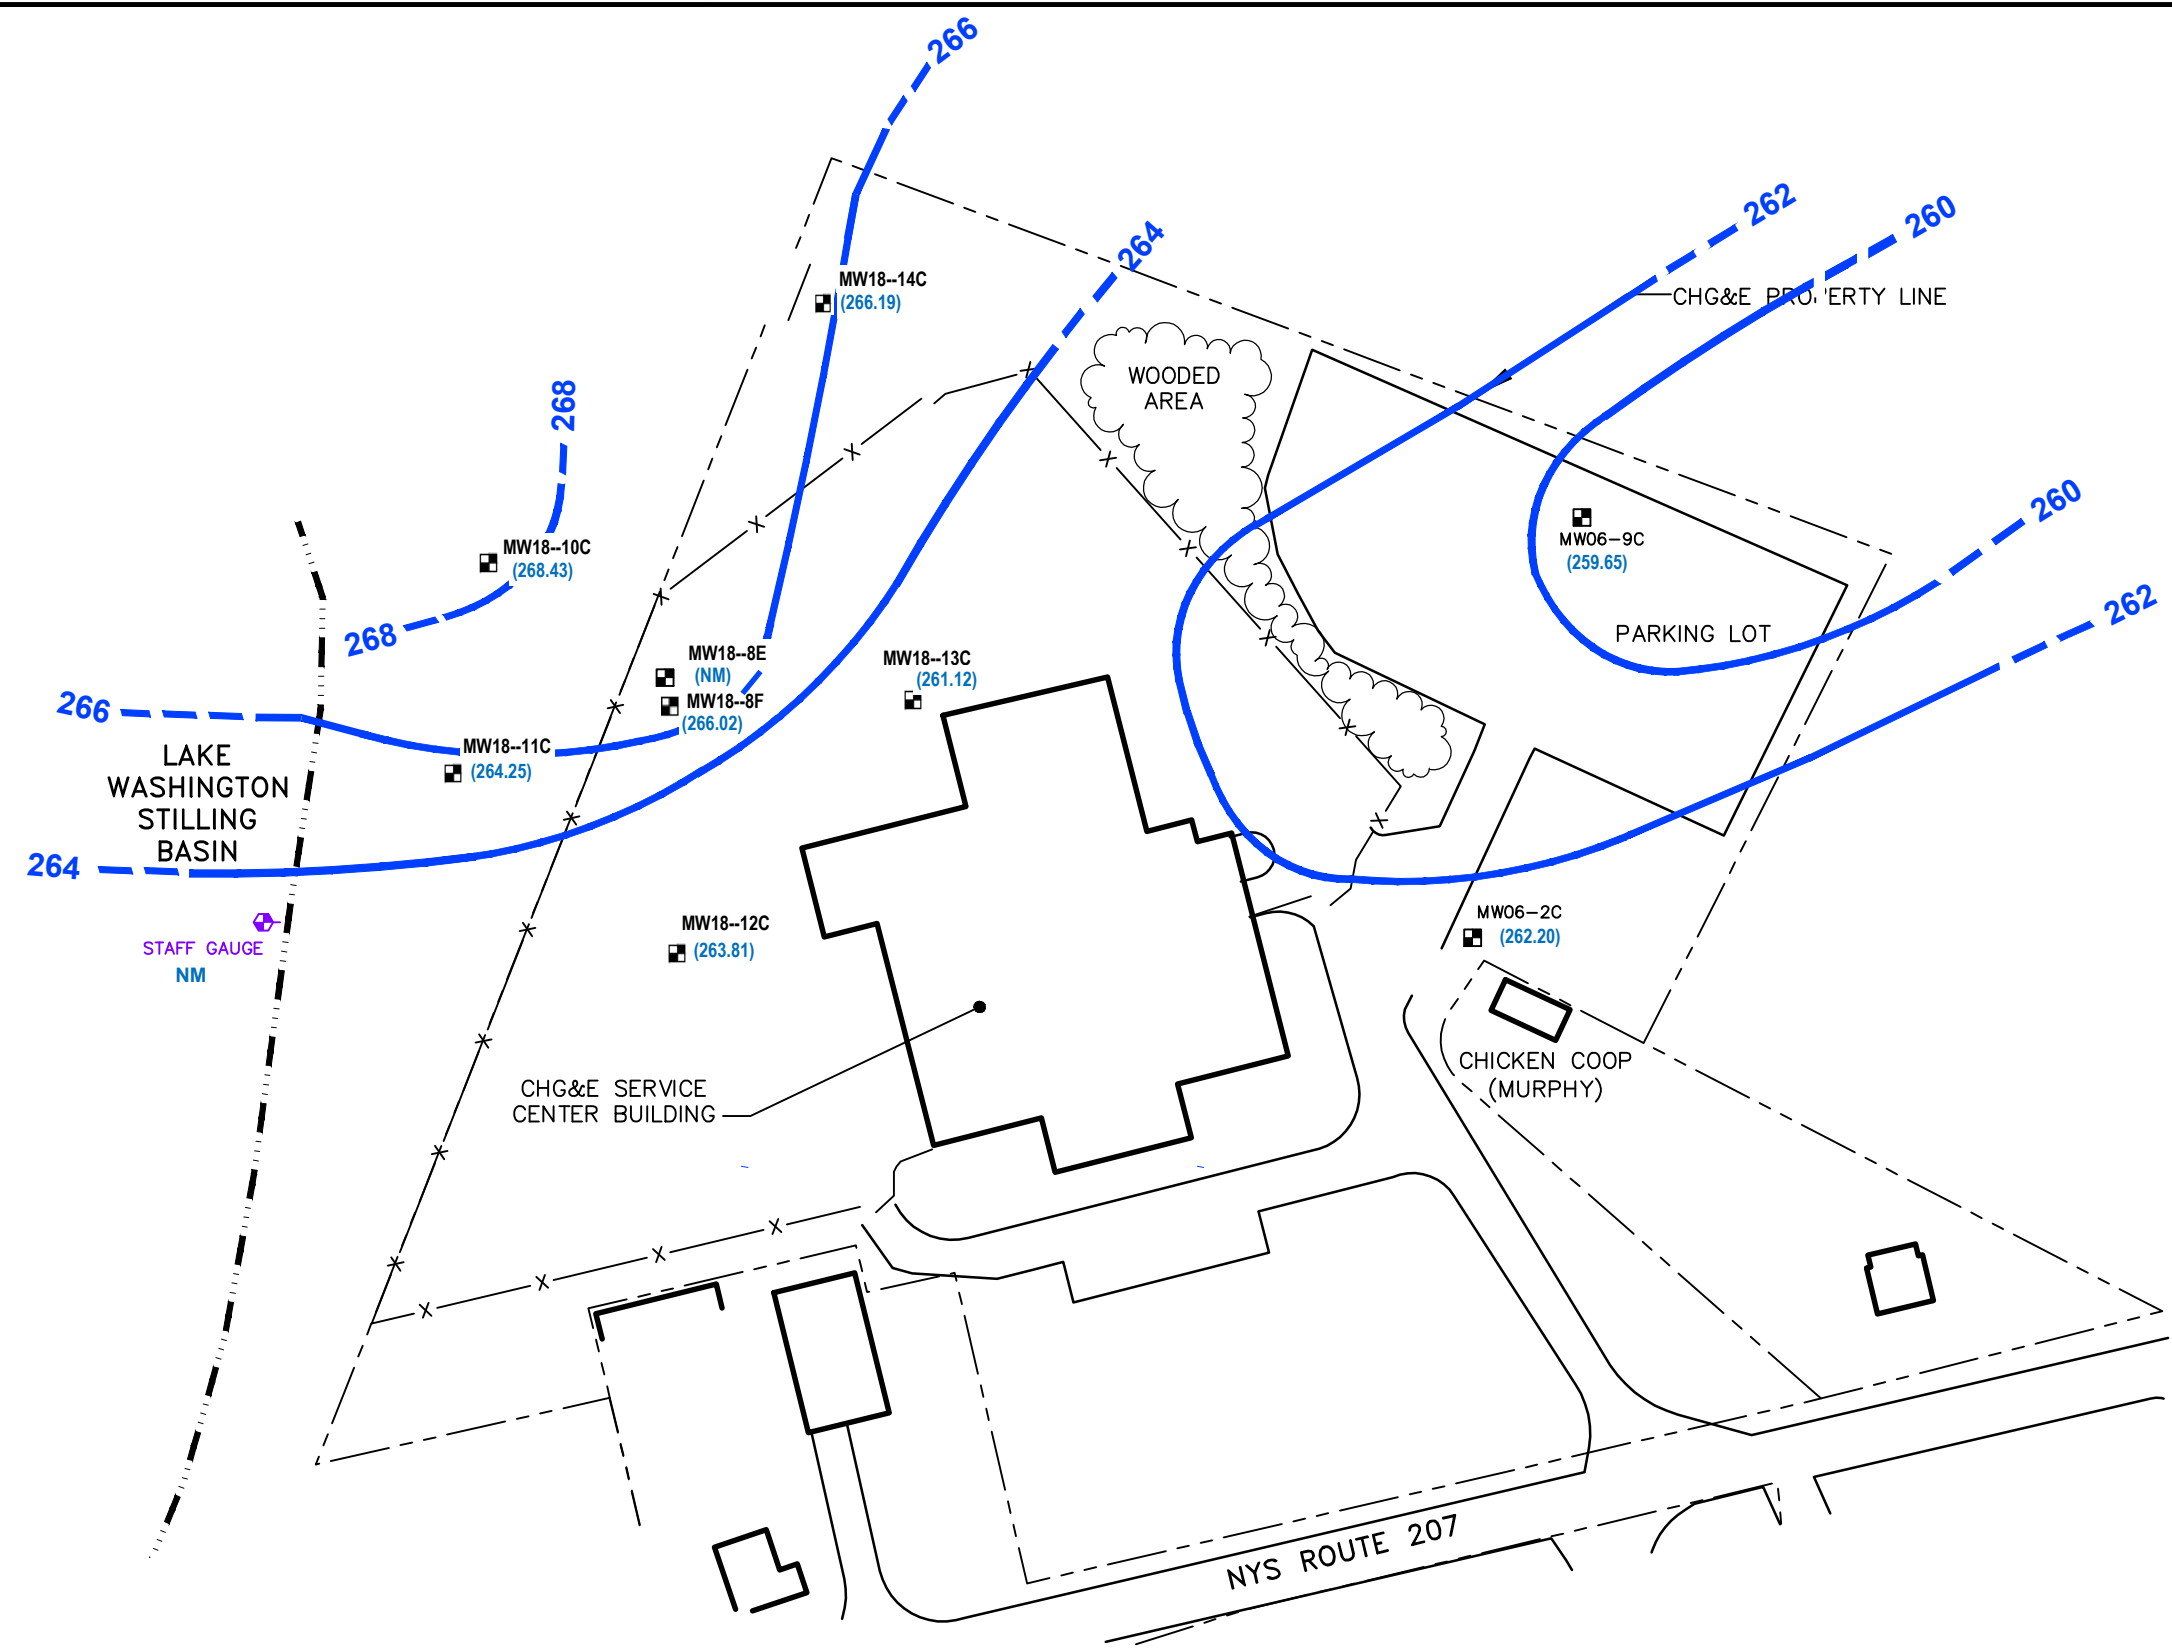 266
262
260
264
MW18--14C
(266.19)
CHG&E PROPERTY LINE
WOODED
AREA
268
260
MW06-9C
(259.65)
MW18--10C
(268.43)
262
268
PARKING LOT
MW18--8E
(NM)
MW18--13C
(261.12)
MW18--8F
(266.02)
266
MW18--11C
(264.25)
LAKE
WASHINGTON
STILLING
BASIN
264
STAFF GAUGE
NM
MW18--12C
(263.81)
MW06-2C
(262.20)
CHICKEN COOP
(MURPHY)
CHG&E SERVICE
CENTER BUILDING
NYS ROUTE 207